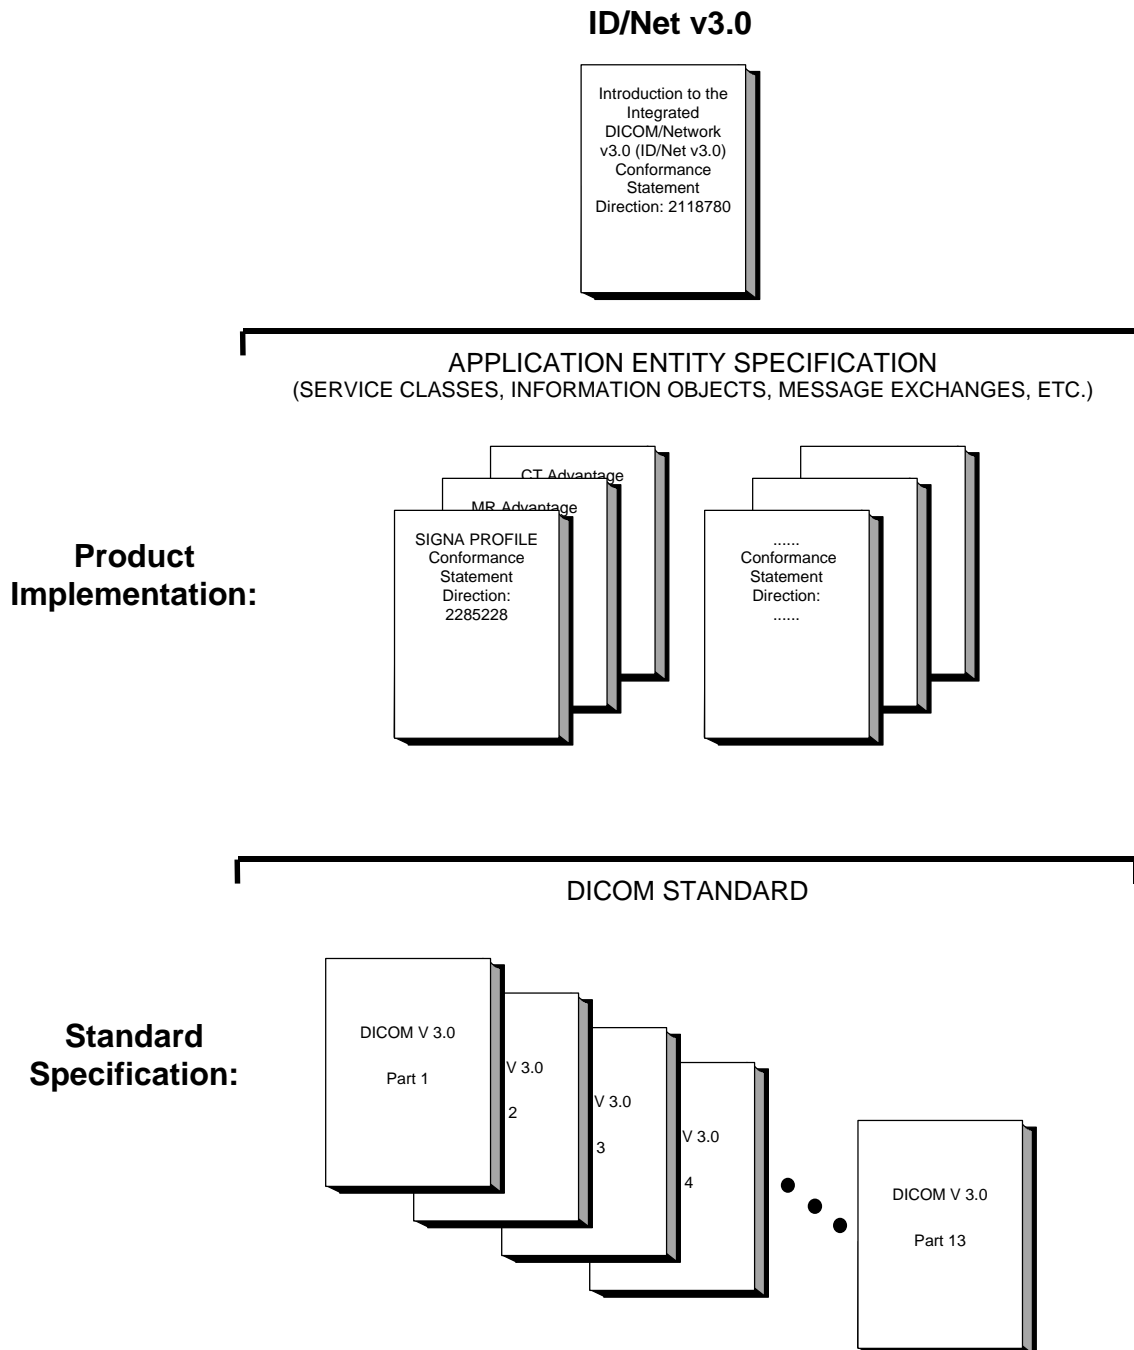 ID/Net v3.0
Introduction to the
Integrated
DICOM/Network
v3.0 (ID/Net v3.0)
Conformance
Statement
Direction: 2118780
APPLICATION ENTITY SPECIFICATION
(SERVICE CLASSES, INFORMATION OBJECTS, MESSAGE EXCHANGES, ETC.)
Product
Implementation:
CT Advantage
MR Advantage
SIGNA PROFILE
Conformance
Statement
Direction:
2285228
......
Conformance
Statement
Direction:
......
DICOM STANDARD
Standard
Specification:
DICOM V 3.0
Part 1
V 3.0
2
V 3.0
3
V 3.0
4
DICOM V 3.0
Part 13